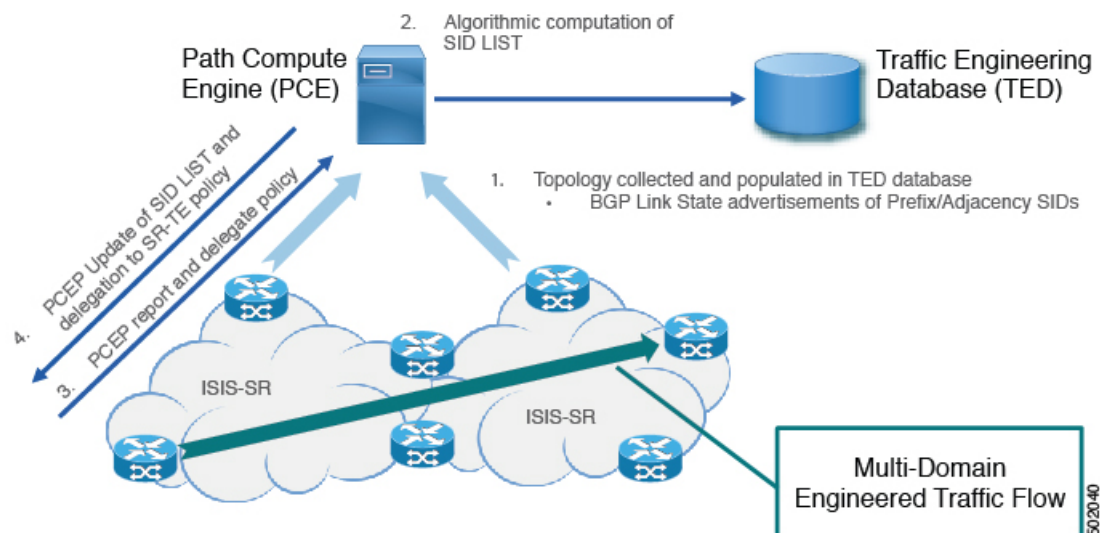 2. Algorithmic computation of
SID LIST
Path Compute
Engine (PCE)
Traffic Engineering
Database (TED)
1. Topology collected and populated in TED database
• BGP Link State advertisements of Prefix/Adjacency SIDs
4. PCEP Update of SID LIST and
delegation to SR-TE policy
3. PCEP report and delegate policy
ISIS-SR
ISIS-SR
Multi-Domain
Engineered Traffic Flow
502040